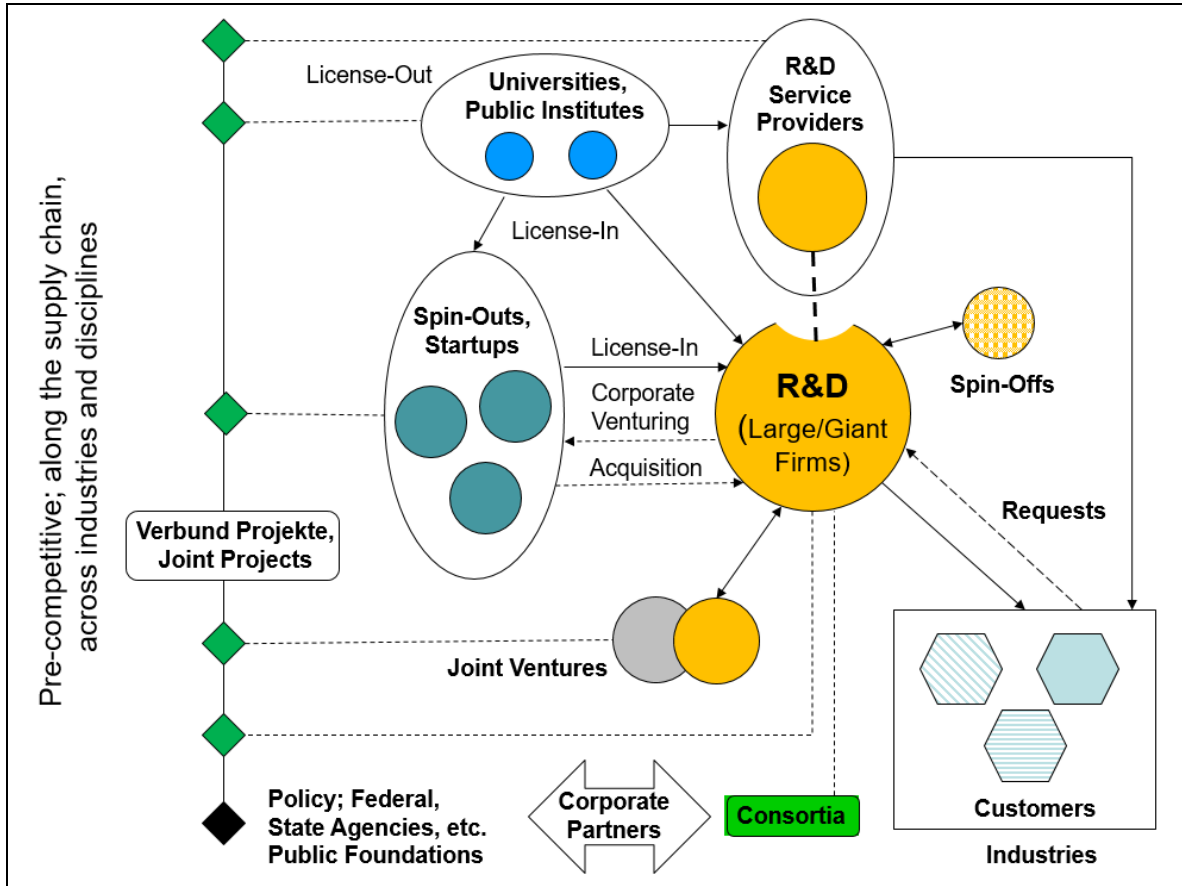 Pre-competitive; along the supply chain,
across industries and disciplines
License-Out
Universities,
Public Institutes
R&D
Service
Providers
License-In
Spin-Outs,
Startups
License-In
Corporate
Venturing
Acquisition
R&D
(Large/Giant
Firms)
Spin-Offs
Requests
Verbund Projekte,
Joint Projects
Joint Ventures
Policy; Federal,
State Agencies, etc.
Public Foundations
Corporate
Partners
Consortia
Customers
Industries